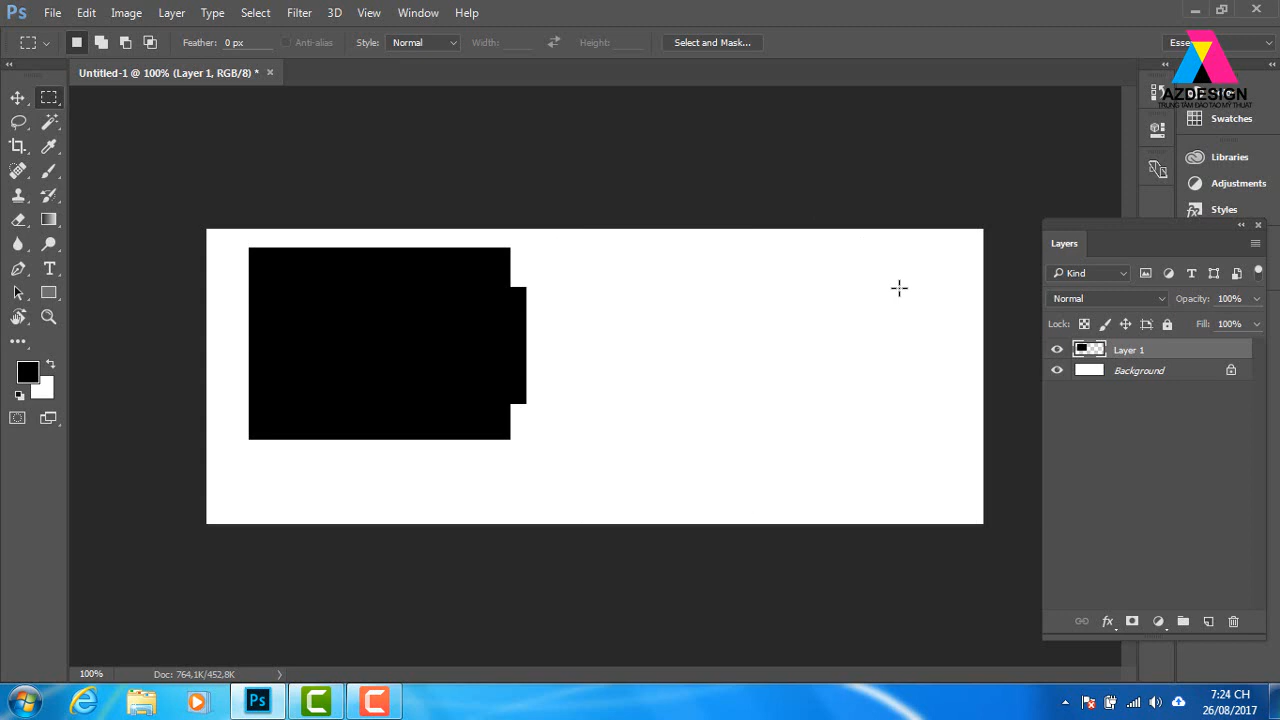 Ps File Edit Image Layer Type Select Filter 3D View Window Help
Feather: 0 px Anti-alias Style: Normal Width: Height: Select and Mask...
Untitled-1 @ 100% (Layer 1, RGB/8) *
AZDESIGN
TRUNG TÂM ĐÀO TẠO MỸ THUẬT
Swatches
Libraries
Adjustments
Styles
Layers
Kind
Normal Opacity: 100%
Lock: Fill: 100%
Layer 1
Background
fx
100% Doc: 764,1K/452,8K
Ps
7:24 CH
26/08/2017